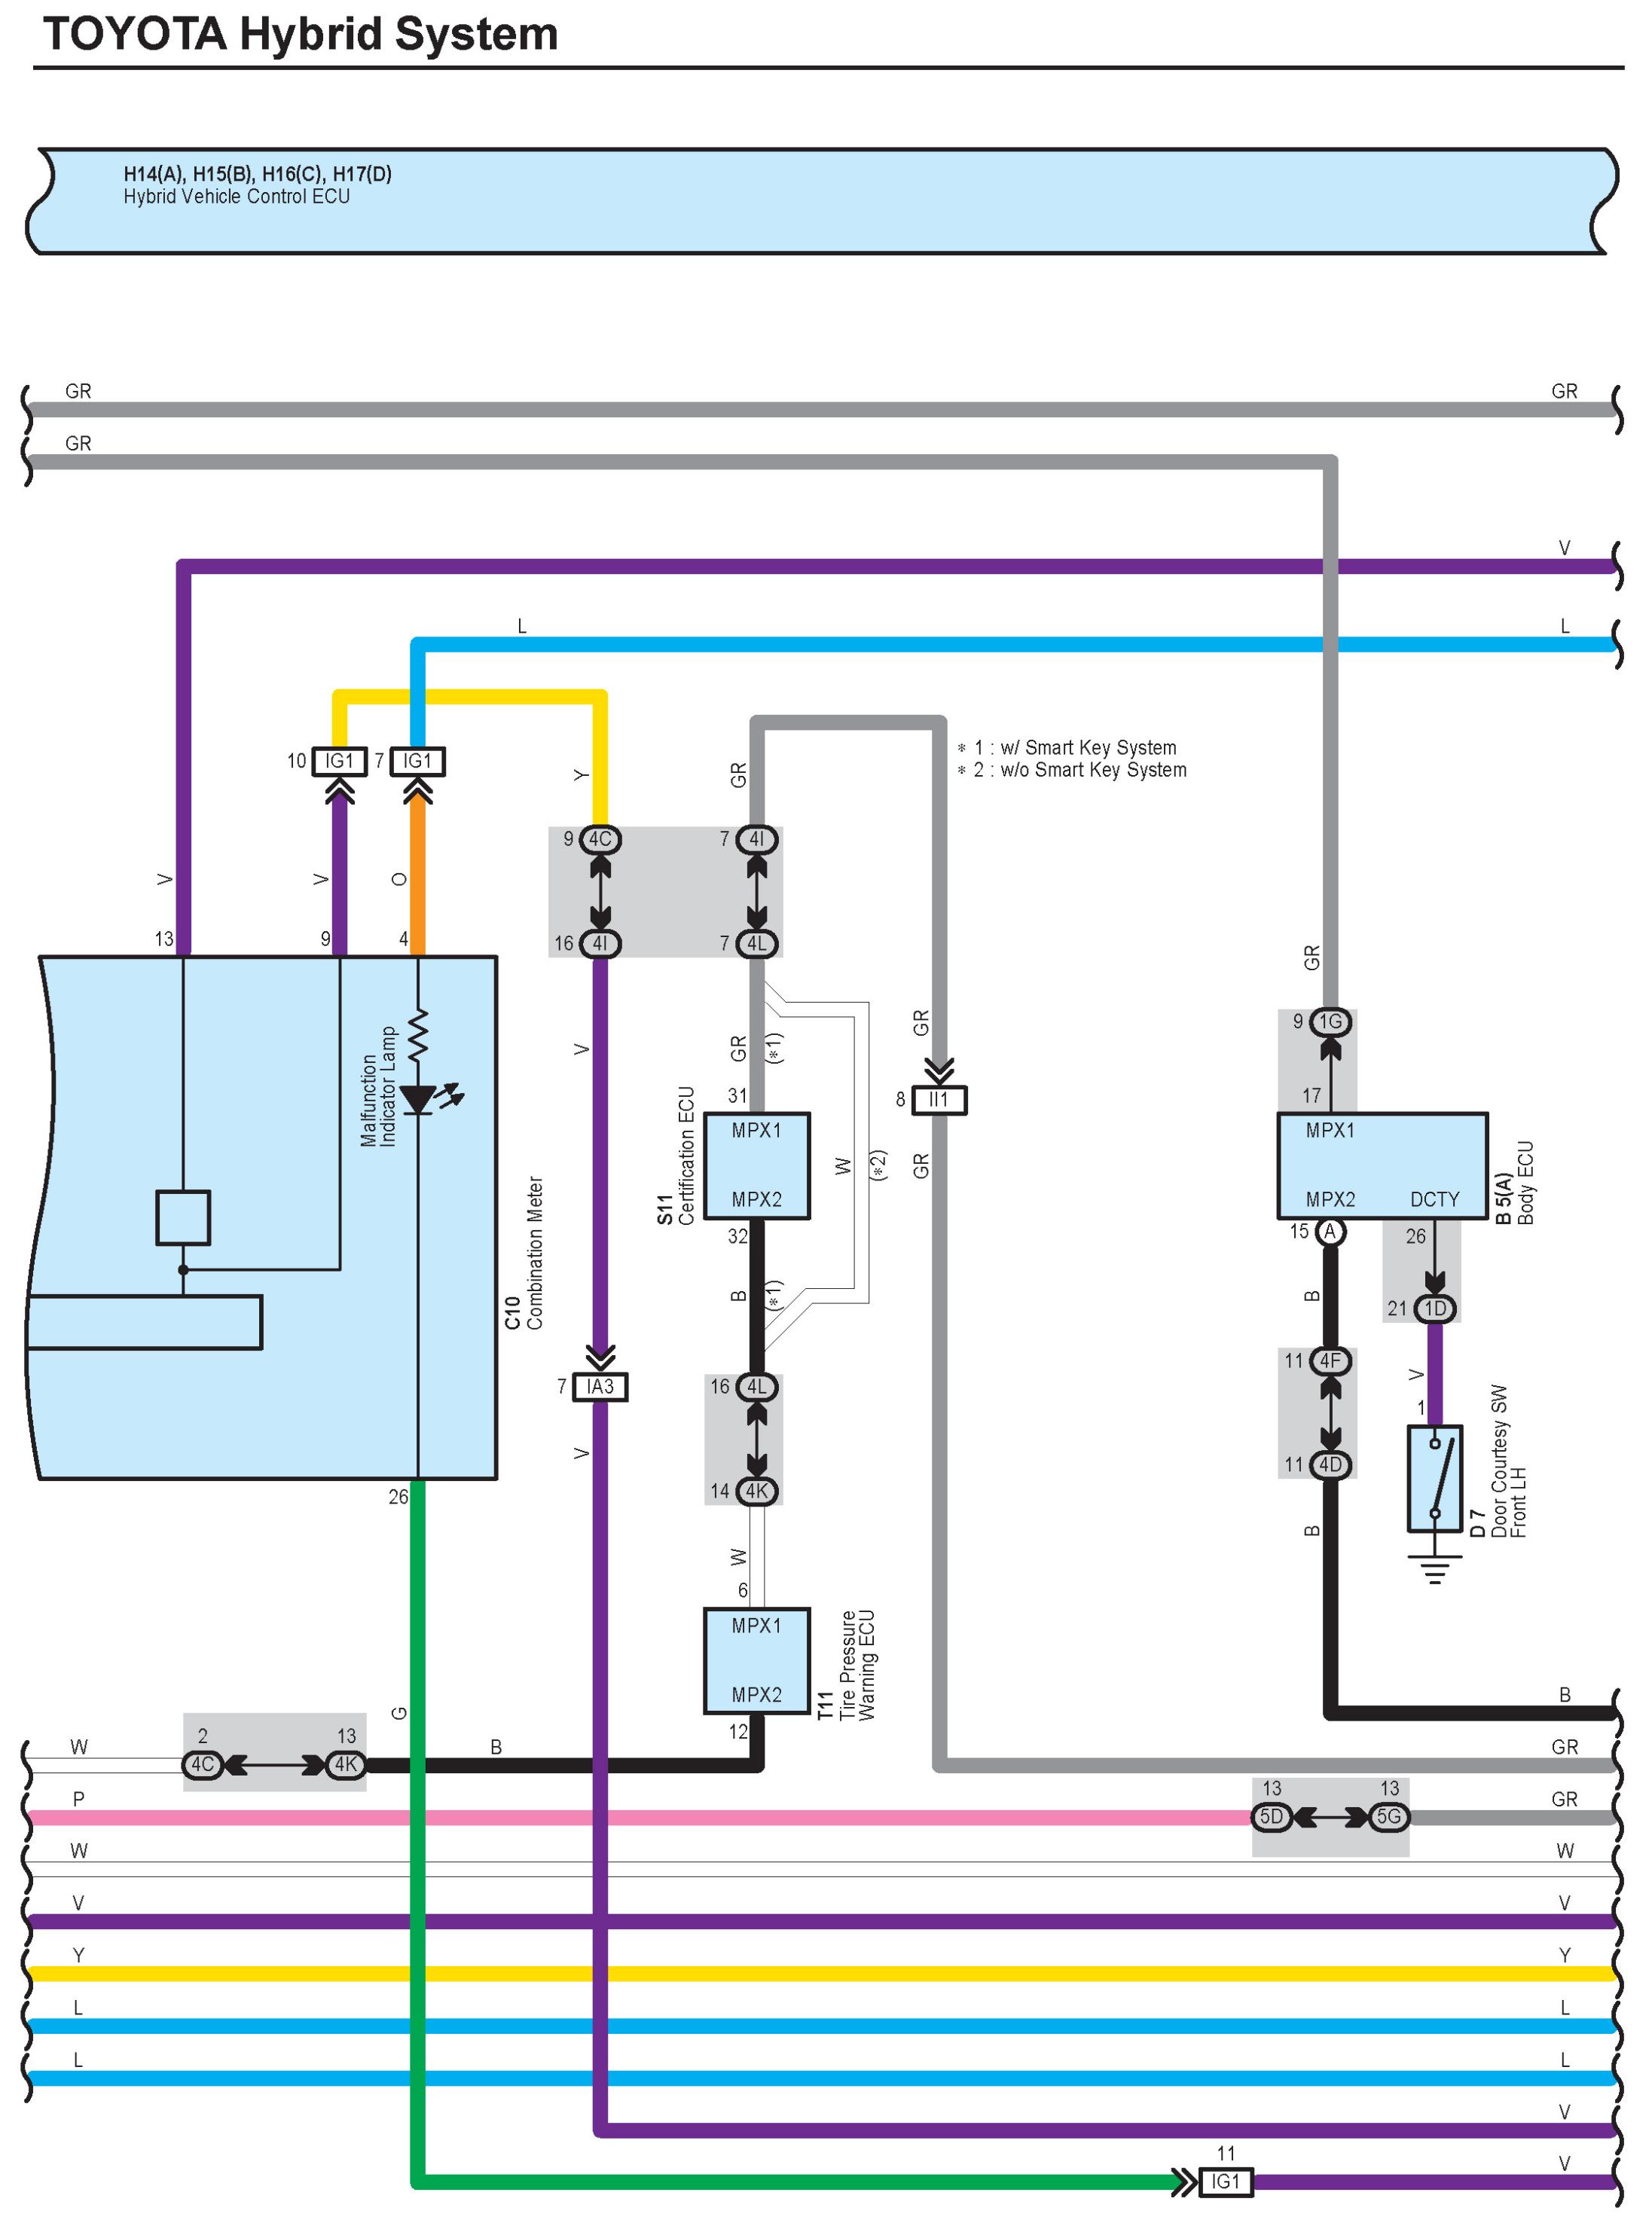 TOYOTA Hybrid System
H14(A), H15(B), H16(C), H17(D)
Hybrid Vehicle Control ECU
GR
GR
GR
V
L
L
* 1 : w/ Smart Key System
* 2 : w/o Smart Key System
10
IG1
7
IG1
Y
GR
9
4C
7
4I
V
V
O
13
9
4
16
4I
7
4L
GR
9
1G
17
Malfunction
Indicator Lamp
V
GR
(*1)
GR
31
MPX1
MPX2
32
S11
Certification ECU
8
II1
GR
W
(*2)
MPX1
MPX2
DCTY
B 5(A)
Body ECU
15
A
26
C10
Combination Meter
B
(*1)
B
21
1D
7
IA3
16
4L
11
4F
V
1
V
14
4K
11
4D
D 7
Door Courtesy SW
Front LH
26
W
6
B
MPX1
MPX2
T11
Tire Pressure
Warning ECU
12
G
B
W
2
4C
13
4K
B
GR
P
13
5D
13
5G
GR
W
W
V
V
Y
Y
L
L
L
L
V
11
IG1
V